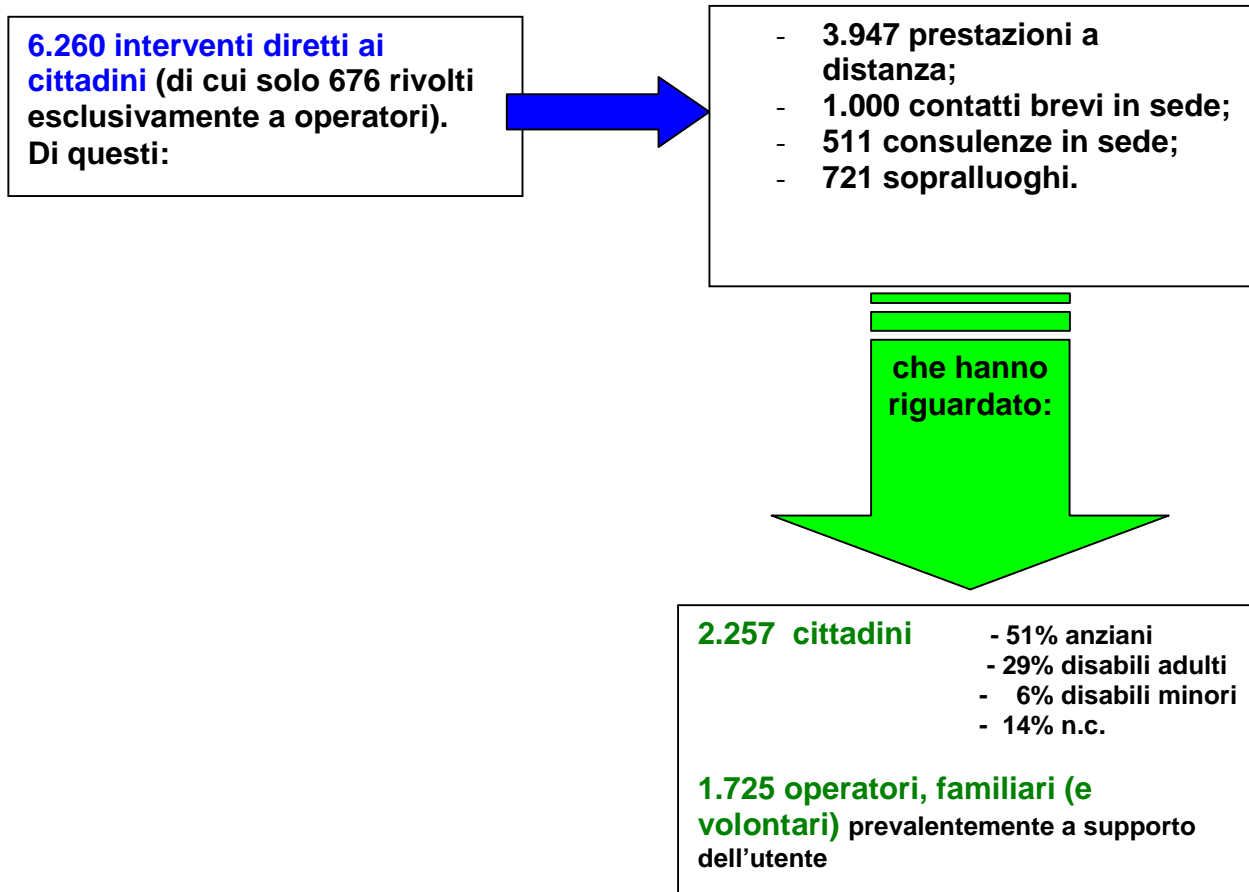 6.260 interventi diretti ai
cittadini (di cui solo 676 rivolti
esclusivamente a operatori).
Di questi:
- 3.947 prestazioni a
distanza;
- 1.000 contatti brevi in sede;
- 511 consulenze in sede;
- 721 sopralluoghi.
che hanno
riguardato:
2.257 cittadini - 51% anziani
- 29% disabili adulti
- 6% disabili minori
- 14% n.c.
1.725 operatori, familiari (e
volontari) prevalentemente a supporto
dell'utente